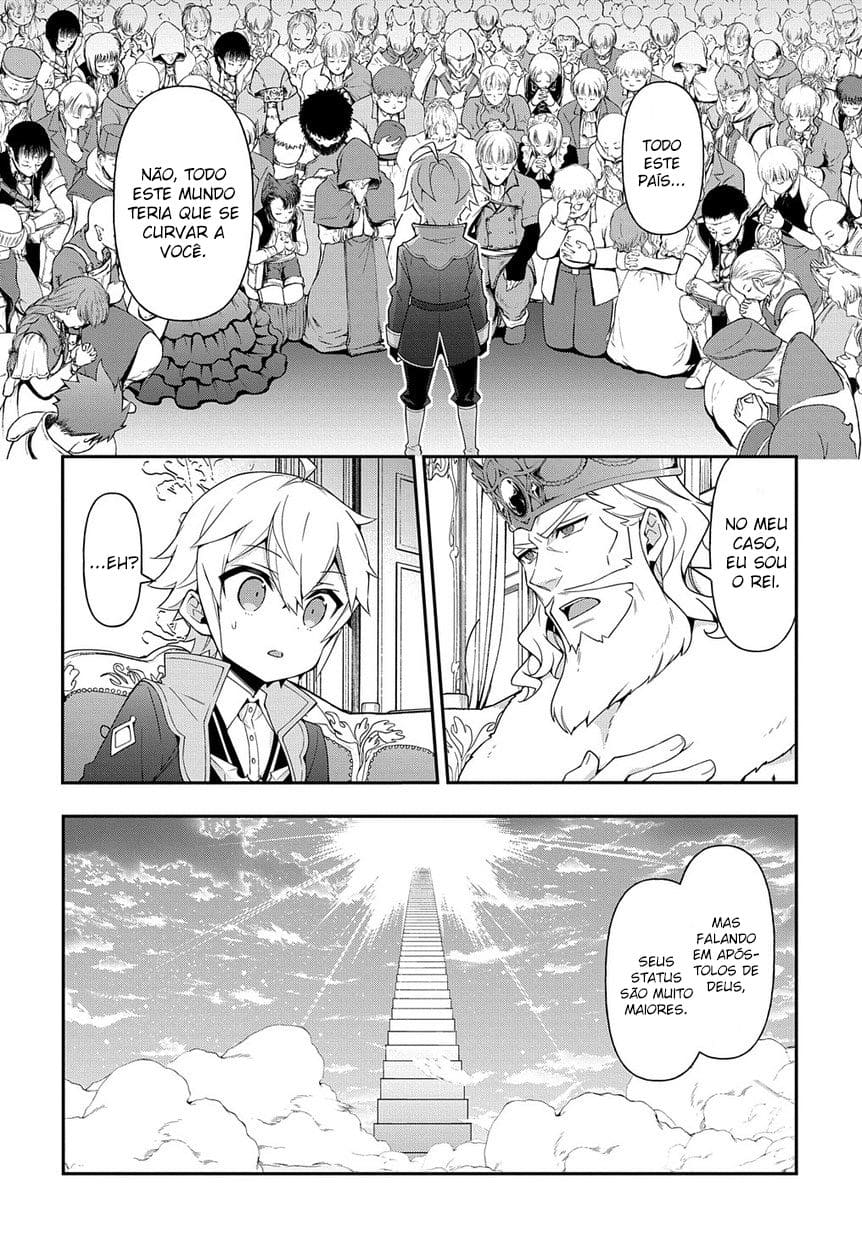 TODO
ESTE
PAÍS...
NÃO, TODO
ESTE MUNDO
TERIA QUE SE
CURVAR A
VOCÊ.
NO MEU
CASO,
EU SOU
O REI.
...EH?
MAS
FALANDO
EM APÓS-
TOLOS DE
DEUS,
SEUS
STATUS
SÃO MUITO
MAIORES.